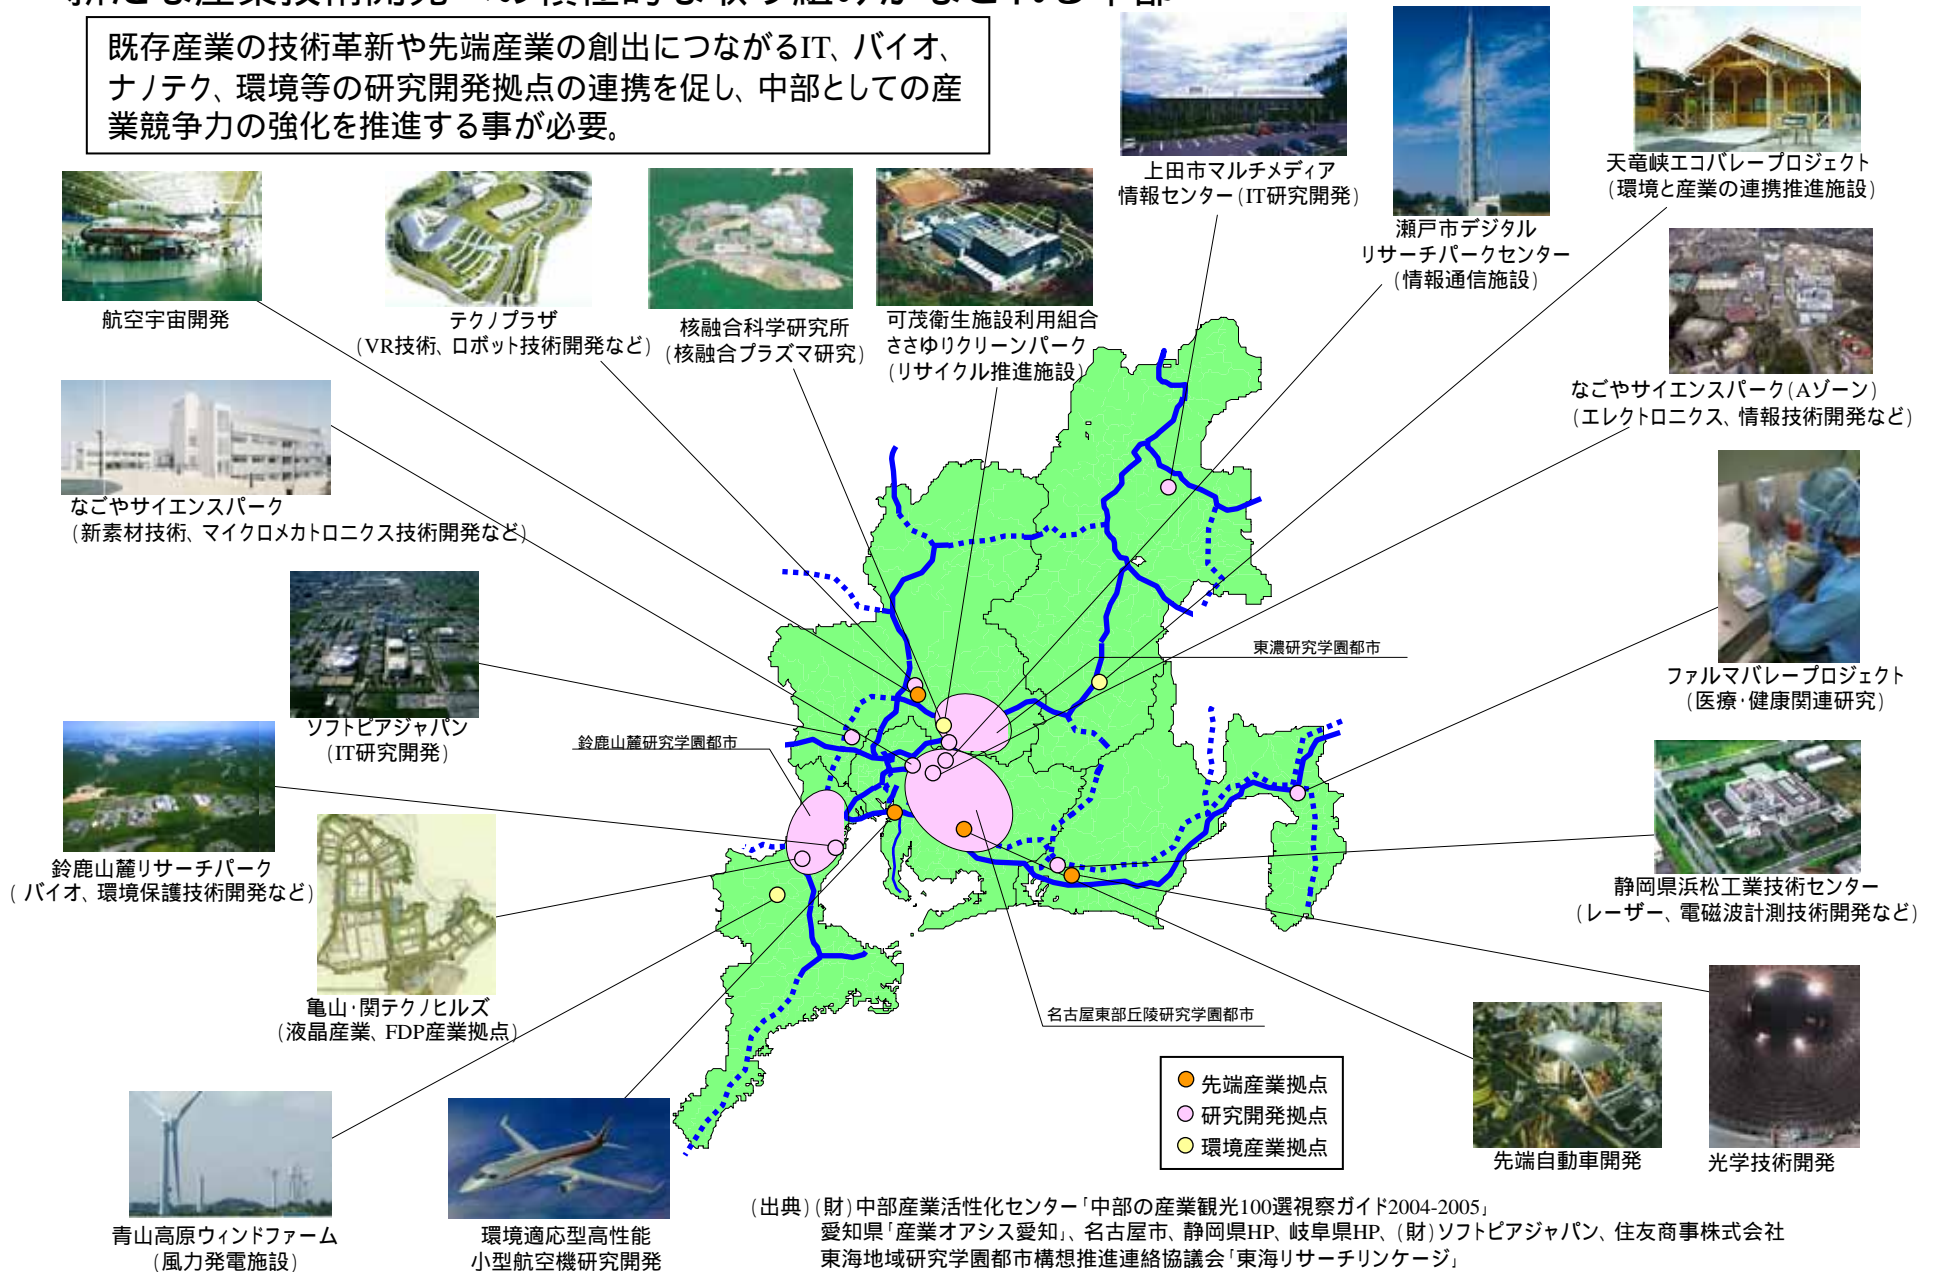 既存産業の技術革新や先端産業の創出につながるIT、バイオ、
ナノテク、環境等の研究開発拠点の連携を促し、中部としての産
業競争力の強化を推進する事が必要。
上田市マルチメディア
情報センター(IT研究開発)
瀬戸市デジタル
リサーチパークセンター
(情報通信施設)
天竜峡エコバレープロジェクト
(環境と産業の連携推進施設)
航空宇宙開発
テクノプラザ
(VR技術、ロボット技術開発など)
核融合科学研究所
(核融合プラズマ研究)
可茂衛生施設利用組合
ささゆりクリーンパーク
(リサイクル推進施設)
なごやサイエンスパーク(Aゾーン)
(エレクトロニクス、情報技術開発など)
なごやサイエンスパーク
(新素材技術、マイクロメカトロニクス技術開発など)
ソフトピアジャパン
(IT研究開発)
東濃研究学園都市
ファルマバレープロジェクト
(医療・健康関連研究)
鈴鹿山麓研究学園都市
鈴鹿山麓リサーチパーク
(バイオ、環境保護技術開発など)
静岡県浜松工業技術センター
(レーザー、電磁波計測技術開発など)
亀山・関テクノヒルズ
(液晶産業、FDP産業拠点)
名古屋東部丘陵研究学園都市
先端産業拠点
研究開発拠点
環境産業拠点
先端自動車開発
光学技術開発
青山高原ウィンドファーム
(風力発電施設)
環境適応型高性能
小型航空機研究開発
(出典)(財)中部産業活性化センター「中部の産業観光100選視察ガイド2004-2005」
愛知県「産業オアシス愛知」、名古屋市、静岡県HP、岐阜県HP、(財)ソフトピアジャパン、住友商事株式会社
東海地域研究学園都市構想推進連絡協議会「東海リサーチリンケージ」